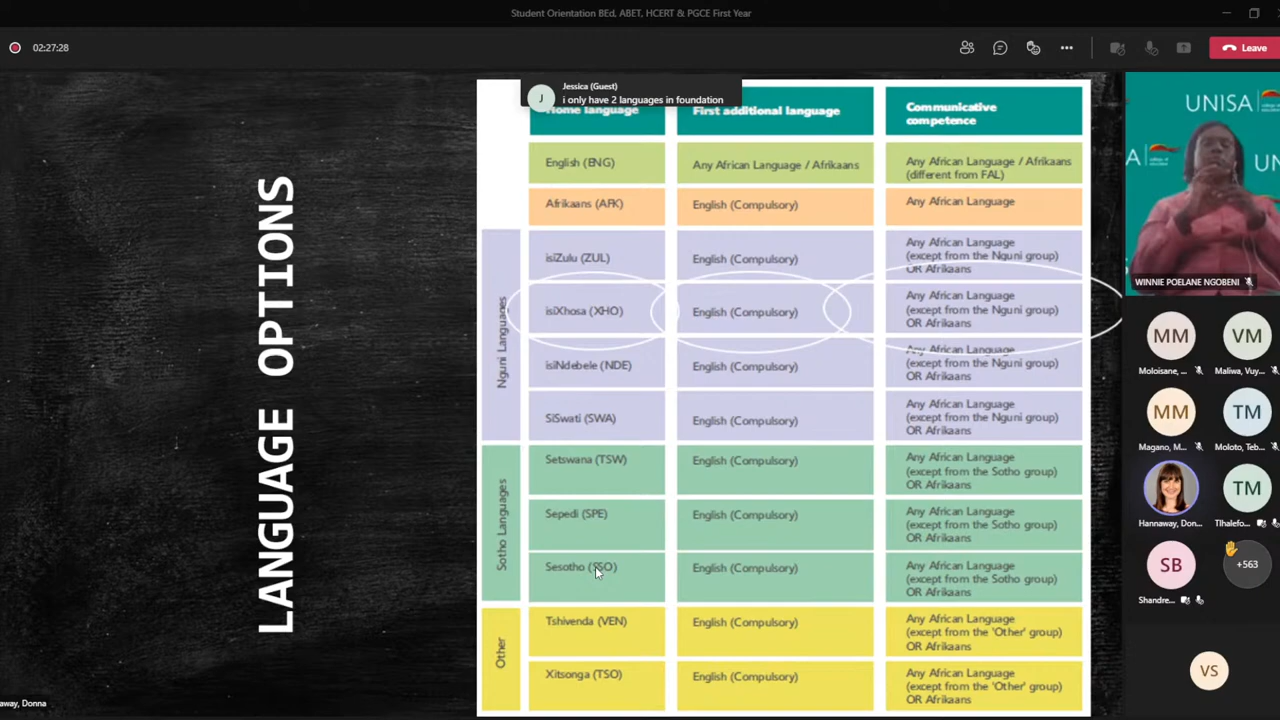 Student Orientation BEd, ABET, HCERT & PGCE First Year
02:27:28
Leave
Jessica (Guest)
J
i only have 2 languages in foundation
LANGUAGE OPTIONS
Home language
First additional language
Communicative
competence
English (ENG)
Any African Language / Afrikaans
Any African Language / Afrikaans
(different from FAL)
Afrikaans (AFK)
English (Compulsory)
Any African Language
Nguni Languages
isiZulu (ZUL)
English (Compulsory)
Any African Language
(except from the Nguni group)
OR Afrikaans
isiXhosa (XHO)
English (Compulsory)
Any African Language
(except from the Nguni group)
OR Afrikaans
isiNdebele (NDE)
English (Compulsory)
Any African Language
(except from the Nguni group)
OR Afrikaans
SiSwati (SWA)
English (Compulsory)
Any African Language
(except from the Nguni group)
OR Afrikaans
Sotho Languages
Setswana (TSW)
English (Compulsory)
Any African Language
(except from the Sotho group)
OR Afrikaans
Sepedi (SPE)
English (Compulsory)
Any African Language
(except from the Sotho group)
OR Afrikaans
Sesotho (SSO)
English (Compulsory)
Any African Language
(except from the Sotho group)
OR Afrikaans
Other
Tshivenda (VEN)
English (Compulsory)
Any African Language
(except from the 'Other' group)
OR Afrikaans
Xitsonga (TSO)
English (Compulsory)
Any African Language
(except from the 'Other' group)
OR Afrikaans
UNISA
WINNIE POELANE NGOBENI
MM
VM
Moloisane, ...
Maliwa, Vuy...
MM
TM
Magano, M...
Moloto, Teb...
TM
Hannaway, Don...
Tlhalefo...
SB
+563
Shandre...
VS
away, Donna